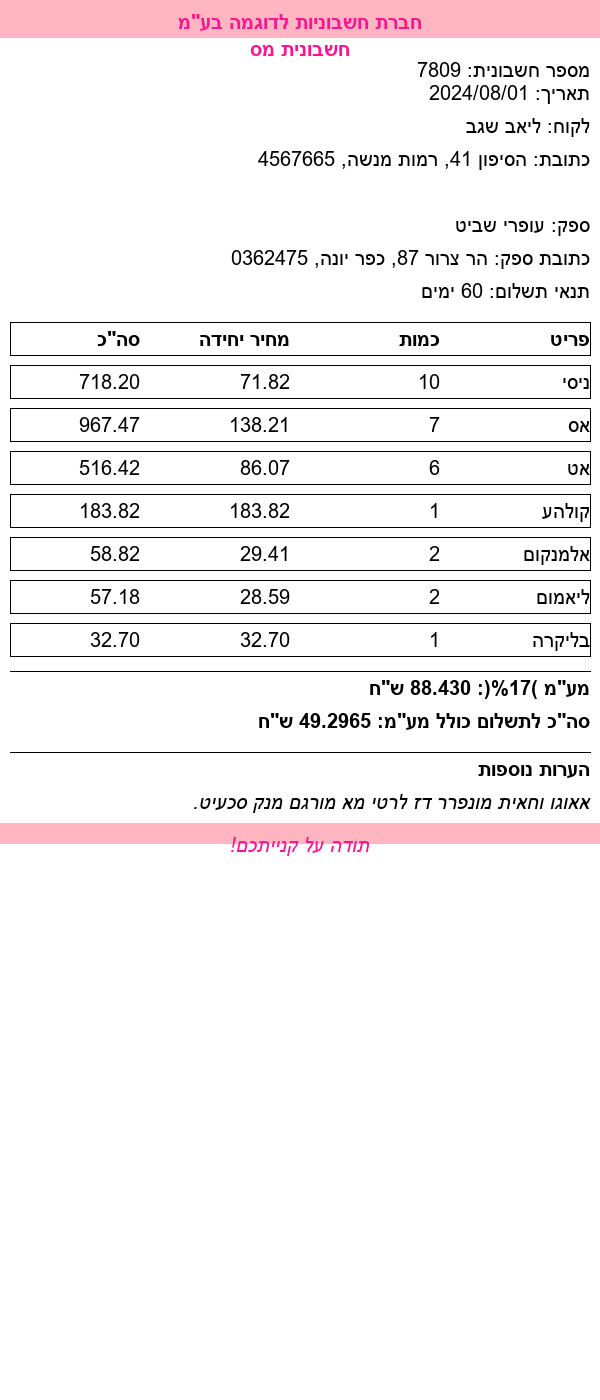 חברת חשבוניות לדוגמה בע"מ
חשבונית מס
מספר חשבונית: 7809
תאריך: 2024/08/01
לקוח: ליאב שגב
כתובת: הסיפון 41, רמות מנשה, 4567665
ספק: עופרי שביט
כתובת ספק: הר צרור 87, כפר יונה, 0362475
תנאי תשלום: 60 ימים
פריט כמות מחיר יחידה סה"כ
ניסי 10 71.82 718.20
אס 7 138.21 967.47
אט 6 86.07 516.42
קולהע 1 183.82 183.82
אלמנקום 2 29.41 58.82
ליאמום 2 28.59 57.18
בליקרה 1 32.70 32.70
מע"מ )17%(: 88.430 ש"ח
סה"כ לתשלום כולל מע"מ: 49.2965 ש"ח
הערות נוספות
אאוגו וחאית מונפרר דז לרטי מא מורגם מנק סכעיט.
תודה על קנייתכם!